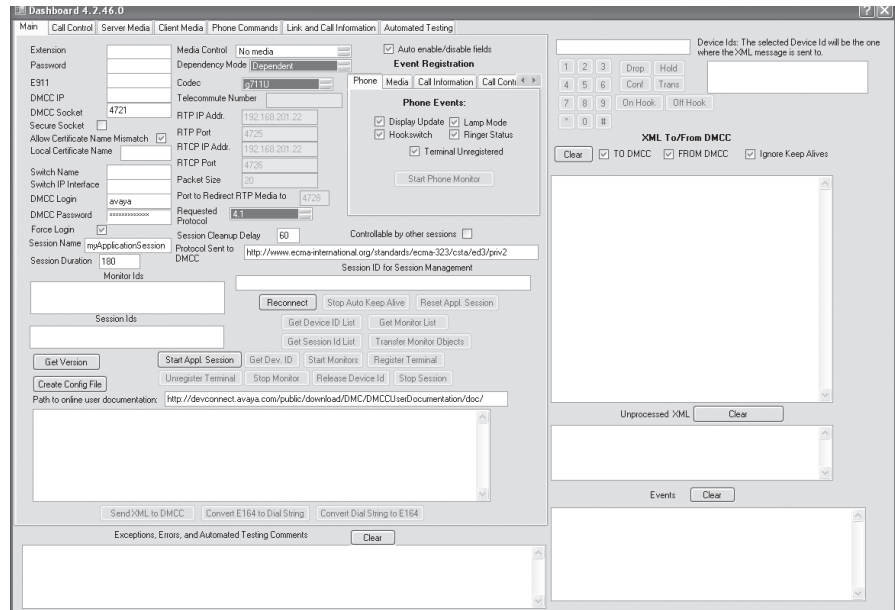 Dashboard 4.2.46.0
Main Call Control Server Media Client Media Phone Commands Link and Call Information Automated Testing
Extension
Password
E911
DMCC IP
DMCC Socket 4721
Secure Socket
Allow Certificate Name Mismatch
Local Certificate Name
Switch Name
Switch IP Interface
DMCC Login avaya
DMCC Password xxxxxxxxxxxxx
Force Login
Session Name myApplicationSession
Session Duration 180
Monitor Ids
Session Ids
Media Control No media
Dependency Mode Dependent
Codec g711U
Telecommute Number
RTP IP Addr. 192.168.201.22
RTP Port 4725
RTCP IP Addr. 192.168.201.22
RTCP Port 4726
Packet Size 20
Port to Redirect RTP Media to 4728
Requested Protocol 4.1
Session Cleanup Delay 60
Controllable by other sessions
Protocol Sent to DMCC http://www.ecma-international.org/standards/ecma-323/csta/ed3/priv2
Session ID for Session Management
Auto enable/disable fields
Event Registration
Phone Media Call Information Call Contr
Phone Events:
Display Update Lamp Mode
Hookswitch Ringer Status
Terminal Unregistered
Start Phone Monitor
Reconnect Stop Auto Keep Alive Reset Appl. Session
Get Device ID List Get Monitor List
Get Session Id List Transfer Monitor Objects
Get Version Start Appl. Session Get Dev. ID Start Monitors Register Terminal
Create Config File Unregister Terminal Stop Monitor Release Device Id Stop Session
Path to online user documentation: http://devconnect.avaya.com/public/download/DMC/DMCCUserDocumentation/doc/
Send XML to DMCC Convert E164 to Dial String Convert Dial String to E164
Exceptions, Errors, and Automated Testing Comments Clear
Device Ids: The selected Device Id will be the one
where the XML message is sent to.
1 2 3 Drop Hold
4 5 6 Conf Trans
7 8 9 On Hook Off Hook
* 0 #
XML To/From DMCC
Clear TO DMCC FROM DMCC Ignore Keep Alives
Unprocessed XML Clear
Events Clear